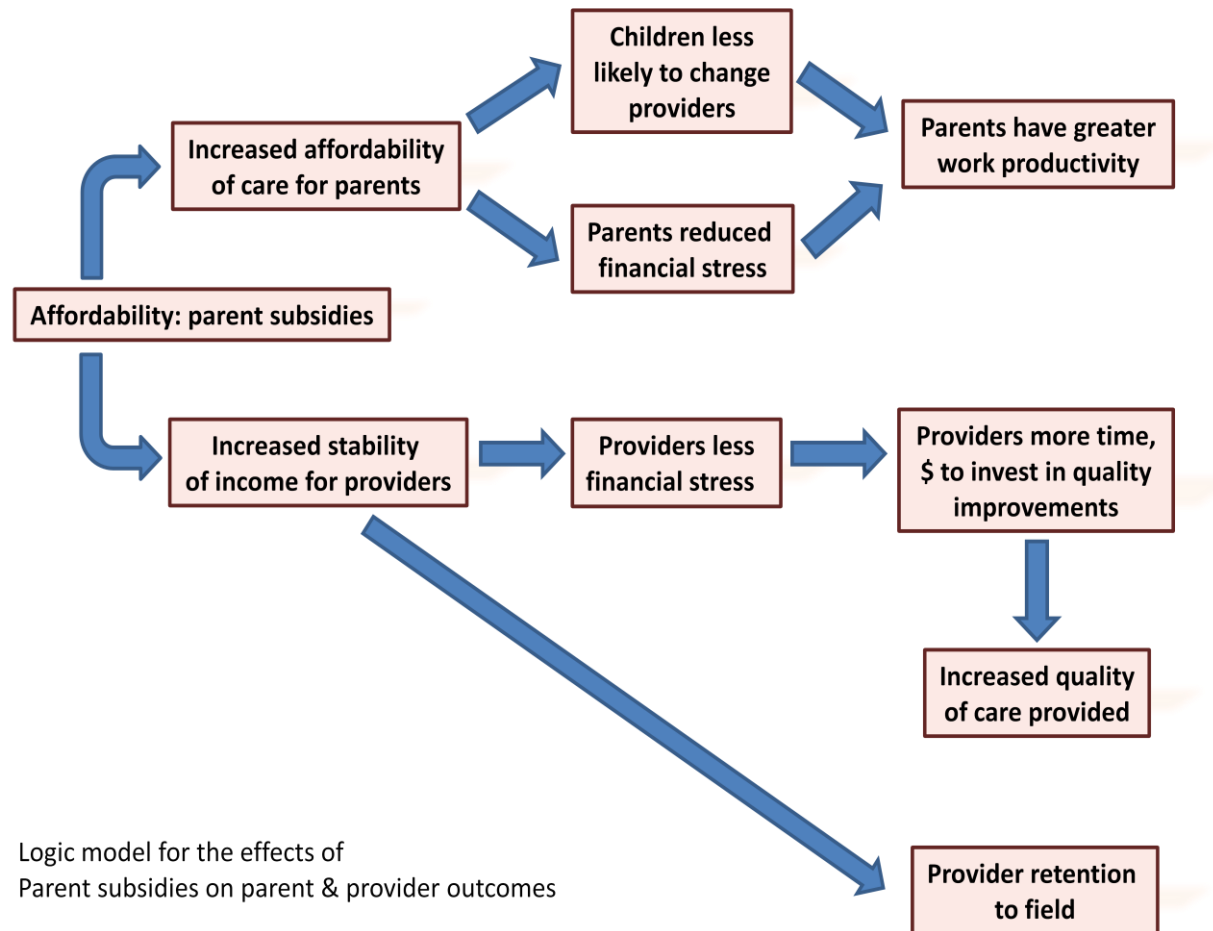 Children less
likely to change
providers
Increased affordability
of care for parents
Parents have greater
work productivity
Parents reduced
financial stress
Affordability: parent subsidies
Increased stability
of income for providers
Providers less
financial stress
Providers more time,
$ to invest in quality
improvements
Increased quality
of care provided
Logic model for the effects of
Parent subsidies on parent & provider outcomes
Provider retention
to field